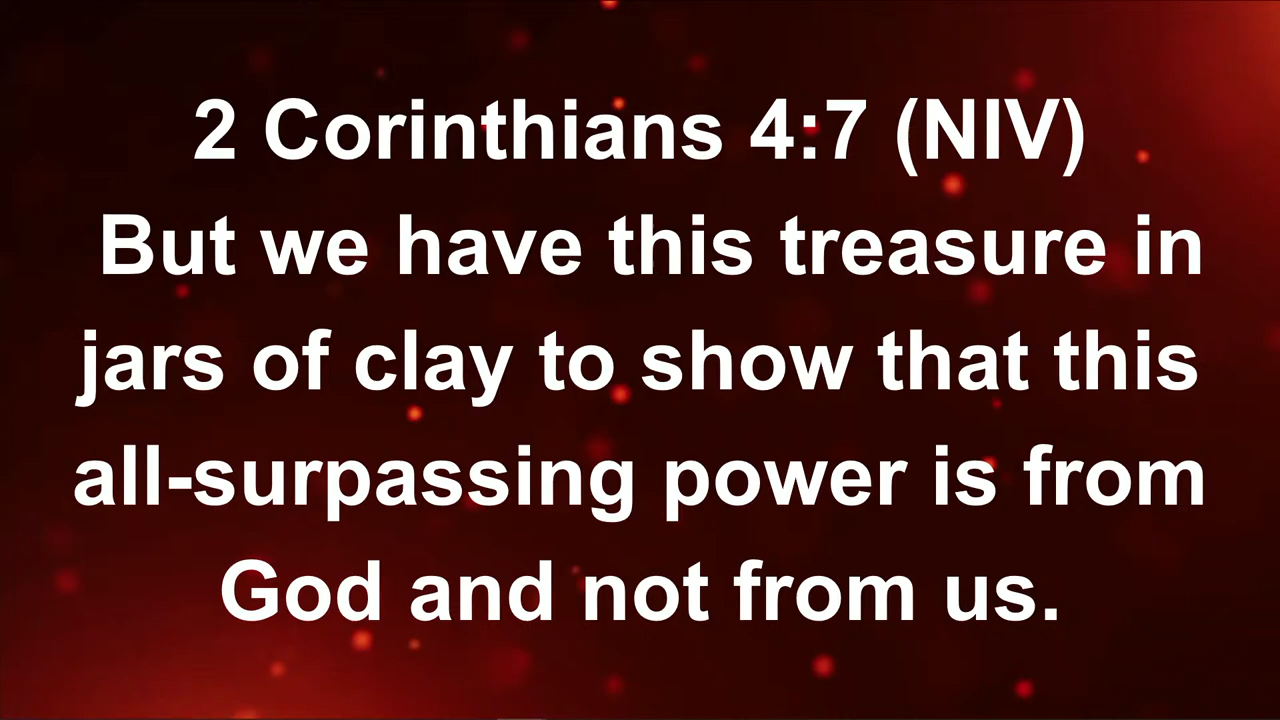 2 Corinthians 4:7 (NIV)
But we have this treasure in
jars of clay to show that this
all-surpassing power is from
God and not from us.